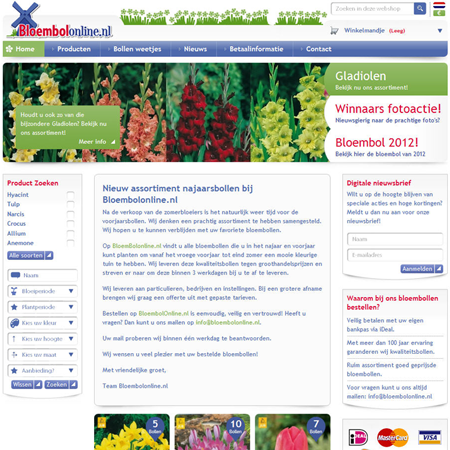 Bloembolonline.nl
Zoeken in deze webshop
Winkelmandje (Leeg)
Home Producten Bollen weetjes Nieuws Betaalinformatie Contact
Houdt u ook zo van die
bijzondere Gladiolen? Bekijk nu
ons assortiment!
Meer info
Gladiolen
Bekijk nu ons assortiment!
Winnaars fotoactie!
Nieuwsgierig naar de prachtige foto's?
Bloembol 2012!
Bekijk hier de bloembol van 2012
Product Zoeken
Hyacint
Tulp
Narcis
Crocus
Allium
Anemone
Alle soorten
Naam
Bloeiperiode
Plantperiode
Kies uw kleur
Kies uw hoogte
Kies uw maat
Aanbieding?
Wissen Zoeken
Nieuw assortiment najaarsbollen bij
Bloembolonline.nl
Na de verkoop van de zomerbloeiers is het natuurlijk weer tijd voor de
voorjaarsbollen. Wij denken een prachtig assortiment te hebben samengesteld.
Wij hopen u te kunnen verblijden met uw favoriete bloembollen.
Op BloemBolonline.nl vindt u alle bloembollen die u in het najaar en voorjaar
kunt planten om vanaf het vroege voorjaar tot eind zomer een mooie kleurige
tuin te hebben. Wij leveren deze kwaliteitsbollen tegen groothandelsprijzen en
streven er naar om deze binnen 3 werkdagen bij u te af te leveren.
Wij leveren aan particulieren, bedrijven en instellingen. Bij een grotere afname
brengen wij graag een offerte uit met gepaste tarieven.
Bestellen op BloembolOnline.nl is eenvoudig, veilig en vertrouwd! Heeft u
vragen? Dan kunt u ons mailen op info@bloembolonline.nl.
Uw mail proberen wij binnen één werkdag te beantwoorden.
Wij wensen u veel plezier met uw bestelde bloembollen!
Met vriendelijke groet,
Team Bloembolonline.nl
5
Bollen
10
Bollen
7
Bollen
Digitale nieuwsbrief
Wilt u op de hoogte blijven van
speciale acties en hoge kortingen?
Meldt u dan nu aan voor onze
nieuwsbrief!
Naam
E-mailadres
Aanmelden
Waarom bij ons bloembollen
bestellen?
Veilig betalen met uw eigen
bankpas via iDeal.
Met meer dan 100 jaar ervaring
garanderen wij kwaliteitsbollen.
Ruim assortiment goed geprijsde
bloembollen.
Voor vragen kunt u ons altijd
mailen: info@bloembolonline.nl
iDEAL MasterCard VISA